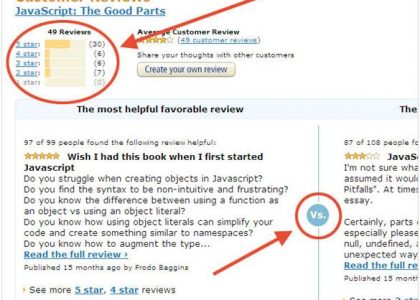 Customer Reviews
JavaScript: The Good Parts
49 Reviews
5 star: (30)
4 star: (6)
3 star: (6)
2 star: (7)
1 star: (0)
Average Customer Review
(49 customer reviews)
Share your thoughts with other customers
Create your own review
The most helpful favorable review
The most
97 of 99 people found the following review helpful:
Wish I had this book when I first started
Javascript
Do you struggle when creating objects in Javascript?
Do you find the syntax to be non-intuitive and frustrating?
Do you know the difference between using a function as
an object vs using an object literal?
Do you know how using object literals can simplify your
code and create something similar to namespaces?
Do you know how to augment the type...
Read the full review ›
Published 15 months ago by Frodo Baggins
› See more 5 star, 4 star reviews
Vs.
87 of 108 people f
JavaS
I'm not sure wha
assumed it would
Pitfalls". At times
essay.
Certainly, parts o
especially please
null, undefined, a
unexpected ways
Read the full re
Published 15 month
› See more 3 s